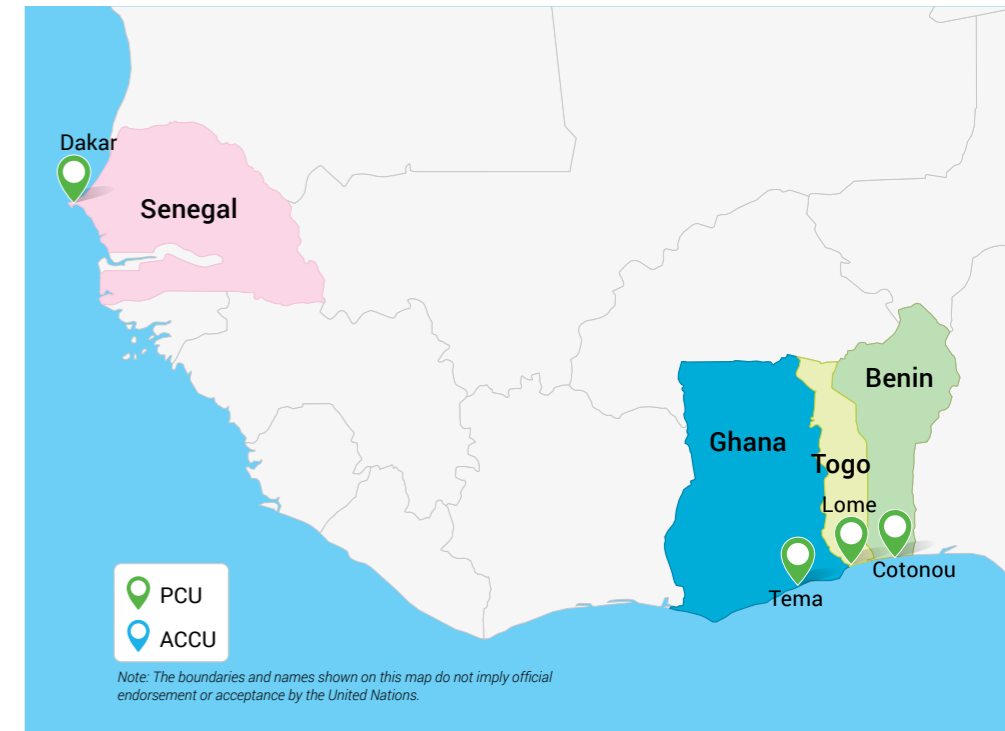 Dakar
Senegal
Benin
Ghana
Togo
Lome
Cotonou
Tema
PCU
ACCU
Note: The boundaries and names shown on this map do not imply official
endorsement or acceptance by the United Nations.